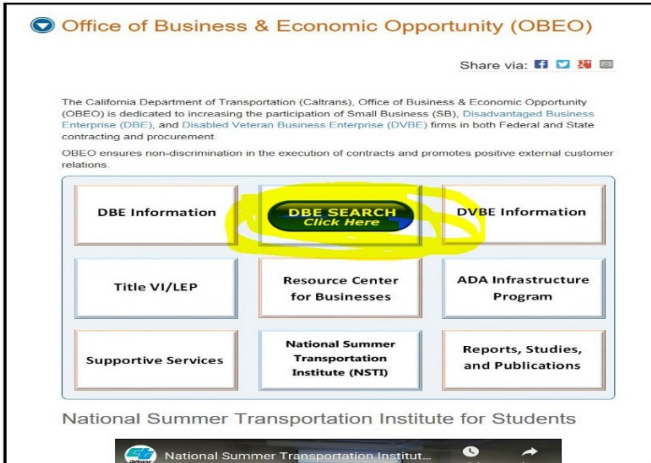 Office of Business & Economic Opportunity (OBEO)
Share via:
The California Department of Transportation (Caltrans), Office of Business & Economic Opportunity
(OBEO) is dedicated to increasing the participation of Small Business (SB), Disadvantaged Business
Enterprise (DBE), and Disabled Veteran Business Enterprise (DVBE) firms in both Federal and State
contracting and procurement.
OBEO ensures non-discrimination in the execution of contracts and promotes positive external customer
relations.
DBE Information
DBE SEARCH
Click Here
DVBE Information
Title VI/LEP
Resource Center
for Businesses
ADA Infrastructure
Program
Supportive Services
National Summer
Transportation
Institute (NSTI)
Reports, Studies,
and Publications
National Summer Transportation Institute for Students
National Summer Transportation Institut...